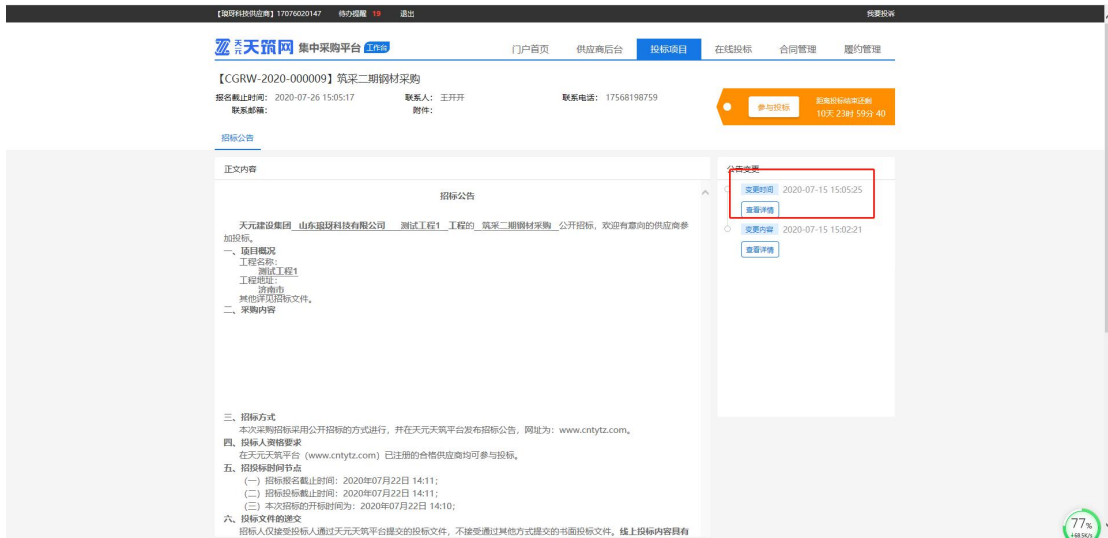 【琅琊科技供应商】17076020147 待办提醒 19 退出 我要投诉
天元天筑网 集中采购平台 工作台 门户首页 供应商后台 投标项目 在线投标 合同管理 履约管理
【CGRW-2020-000009】筑采二期钢材采购
报名截止时间： 2020-07-26 15:05:17 联系人： 王开开 联系电话： 17568198759
联系邮箱： 附件：
参与投标 距离投标结束还剩
10天 23时 59分 40
招标公告
正文内容 公告变更
招标公告
变更时间 2020-07-15 15:05:25
查看详情
变更内容 2020-07-15 15:02:21
查看详情
天元建设集团 山东琅琊科技有限公司 测试工程1 工程的 筑采二期钢材采购 公开招标，欢迎有意向的供应商参
加投标。
一、项目概况
工程名称：
测试工程1
工程地址：
济南市
其他详见招标文件。
二、采购内容
三、招标方式
本次采购招标采用公开招标的方式进行，并在天元天筑平台发布招标公告，网址为：www.cntytz.com。
四、投标人资格要求
在天元天筑平台（www.cntytz.com）已注册的合格供应商均可参与投标。
五、招投标时间节点
（一）招标报名截止时间：2020年07月22日 14:11；
（二）招标投标截止时间：2020年07月22日 14:11；
（三）本次招标的开标时间为：2020年07月22日 14:10；
六、投标文件的递交
招标人仅接受投标人通过天元天筑平台提交的投标文件，不接受通过其他方式提交的书面投标文件。线上投标内容具有
77%
+68.5K/s